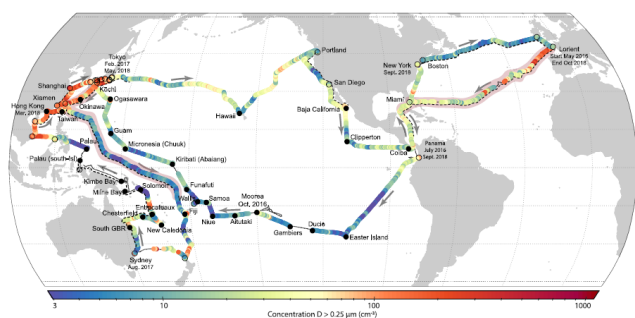 Portland
Lorient
Start May 2016
End Oct 2018
New York
Sept. 2018
Boston
Tokyo
Feb. 2017
May. 2018
San Diego
Shanghai
Kochi
Xiamen
Okinawa
Ogasawara
Miami
Hong Kong
Mar. 2018
Taiwan
Baja California
Hawaii
Guam
Clipperton
Palau
Micronesia (Chuuk)
Coiba
Panama
July 2016
Sept. 2018
Palau (south-Isl)
Kiribati (Abaiang)
Kimbe Bay
Solomon
Funafuti
Milne Bay
Wallis
Samoa
Moorea
Oct. 2016
Chesterfield
Entrecasteaux
Fiji
Niue
Aitutaki
Ducie
South GBR
New Caledonia
Gambiers
Easter Island
Sydney
Aug. 2017
3 10 100 1000
Concentration D > 0.25 µm (cm⁻³)